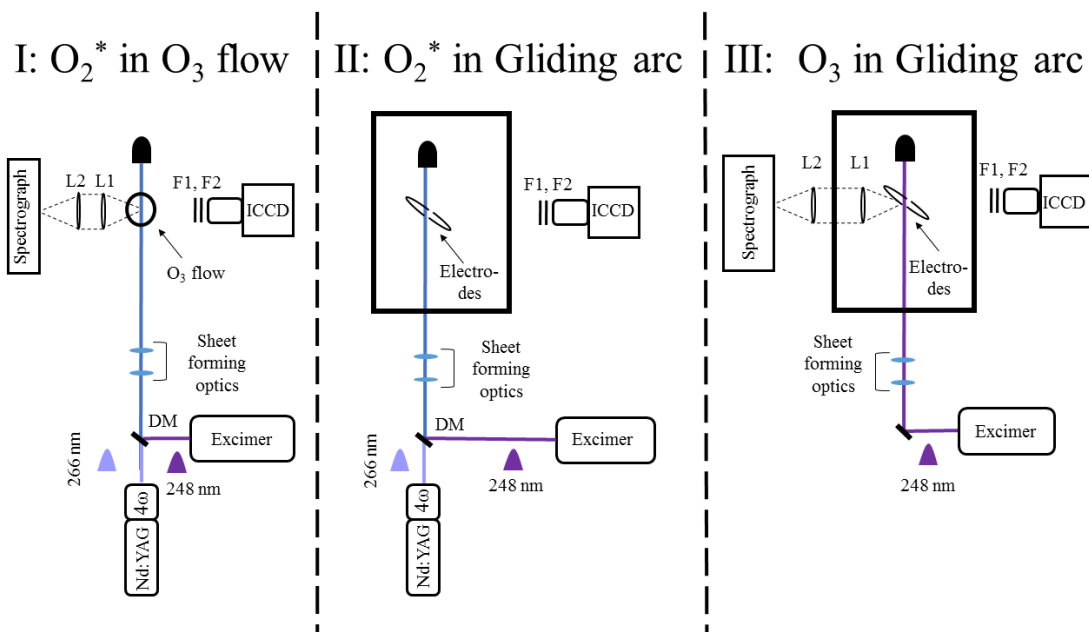 I: O₂* in O₃ flow
Spectrograph
L2 L1
F1, F2
ICCD
O₃ flow
Sheet
forming
optics
DM
Excimer
266 nm
248 nm
4ω
Nd:YAG
II: O₂* in Gliding arc
F1, F2
ICCD
Electro-
des
Sheet
forming
optics
DM
Excimer
266 nm
248 nm
4ω
Nd:YAG
III: O₃ in Gliding arc
Spectrograph
L2 L1
F1, F2
ICCD
Electro-
des
Sheet
forming
optics
Excimer
248 nm